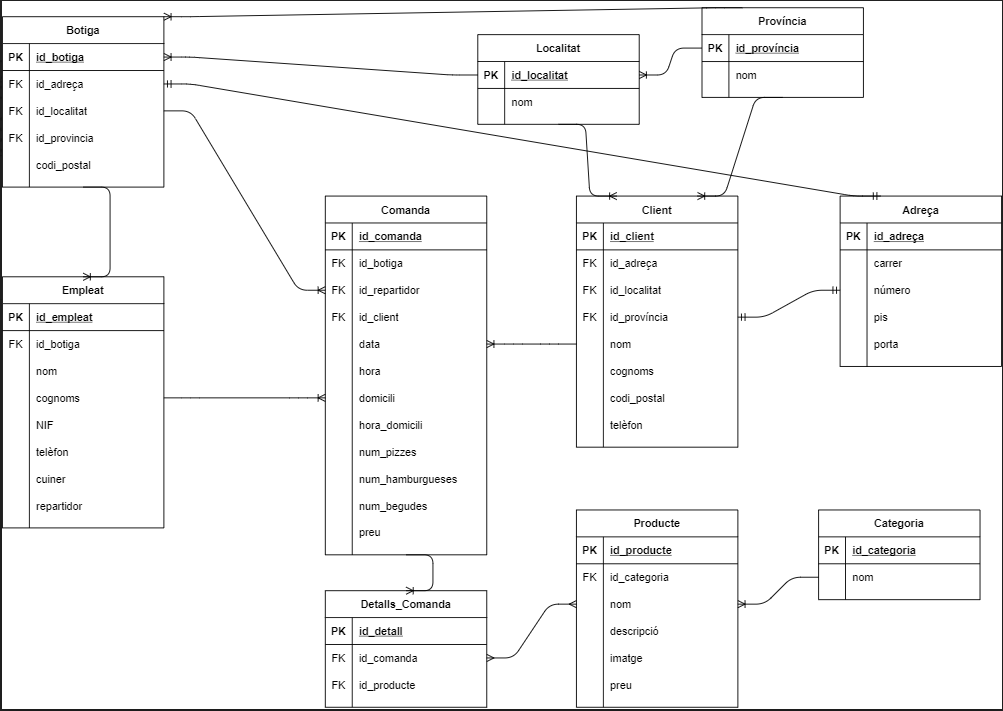 Botiga
PK id_botiga
FK id_adreça
FK id_localitat
FK id_provincia
codi_postal
Localitat
PK id_localitat
nom
Província
PK id_província
nom
Comanda
PK id_comanda
FK id_botiga
FK id_repartidor
FK id_client
data
hora
domicili
hora_domicili
num_pizzes
num_hamburgueses
num_begudes
preu
Client
PK id_client
FK id_adreça
FK id_localitat
FK id_província
nom
cognoms
codi_postal
telèfon
Adreça
PK id_adreça
carrer
número
pis
porta
Empleat
PK id_empleat
FK id_botiga
nom
cognoms
NIF
telèfon
cuiner
repartidor
Detalls_Comanda
PK id_detall
FK id_comanda
FK id_producte
Producte
PK id_producte
FK id_categoria
nom
descripció
imatge
preu
Categoria
PK id_categoria
nom